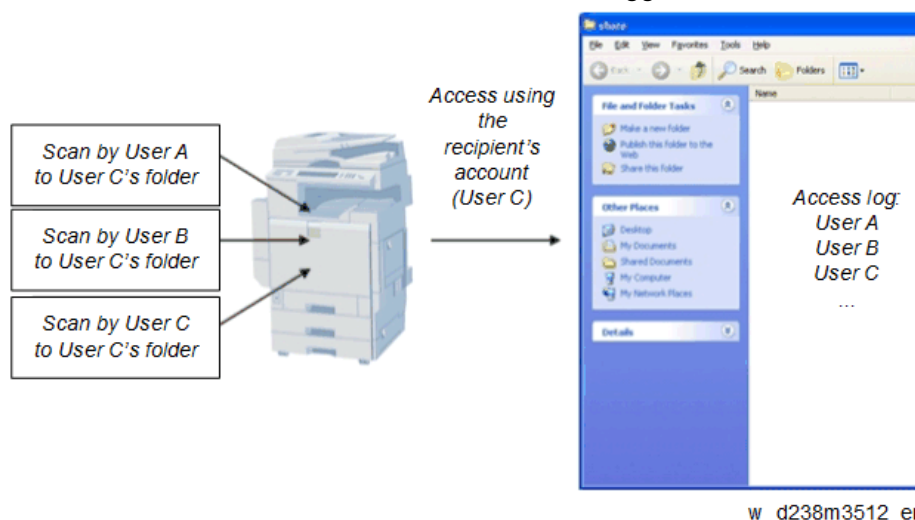 share
File Edit View Favorites Tools Help
Back Search Folders
Name
File and Folder Tasks
Make a new folder
Publish this folder to the
Web
Share this folder
Other Places
Desktop
My Documents
Shared Documents
My Computer
My Network Places
Details
Scan by User A
to User C's folder
Scan by User B
to User C's folder
Scan by User C
to User C's folder
Access using
the
recipient's
account
(User C)
Access log:
User A
User B
User C
...
w_d238m3512_en